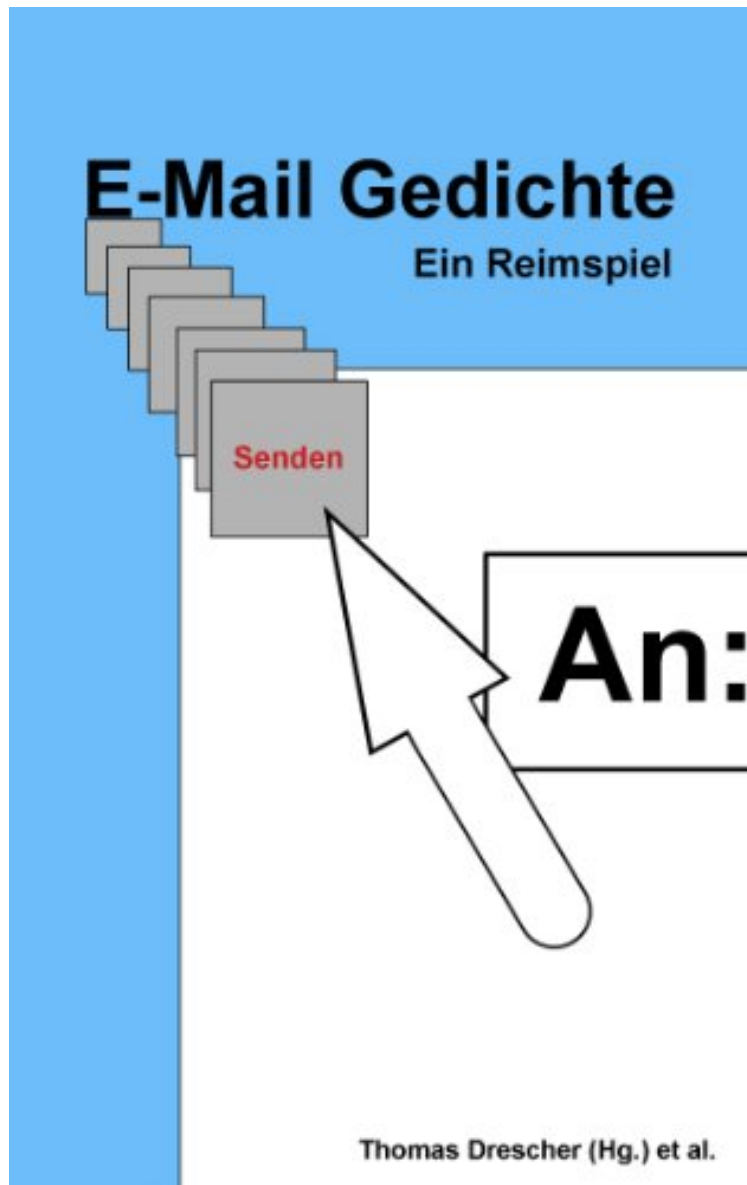 E-Mail Gedichte
Ein Reimspiel
Senden
An:
Thomas Drescher (Hg.) et al.